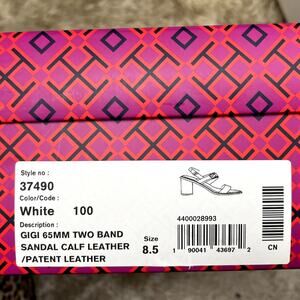 Style no :
37490
Color/Code :
White 100
Description :
GIGI 65MM TWO BAND
SANDAL CALF LEATHER
/PATENT LEATHER
Size
8.5
4400028993
1 90041 43697 2
CN